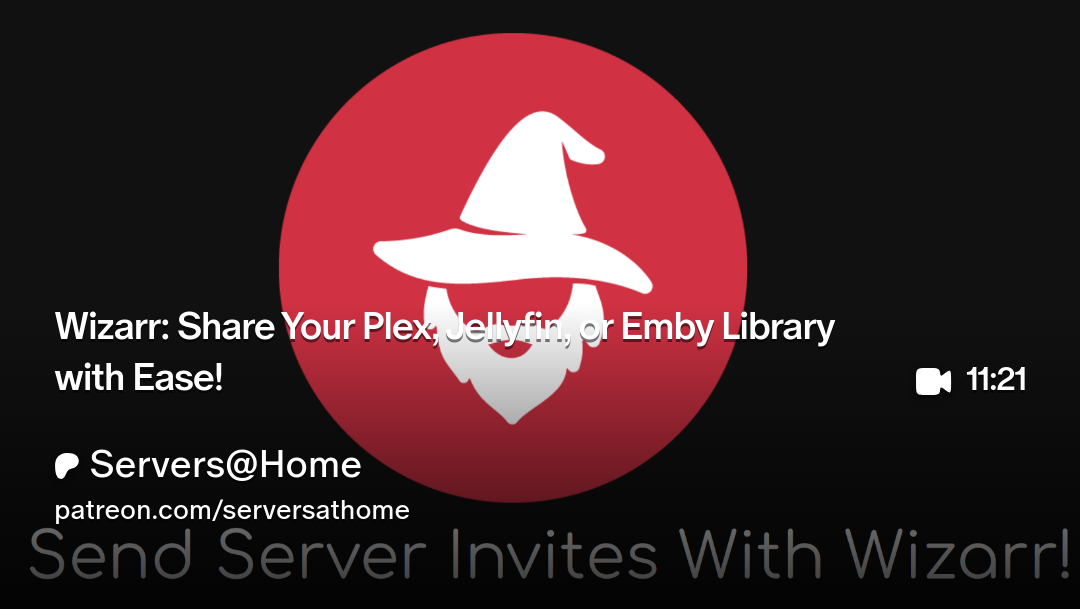 Wizarr: Share Your Plex, Jellyfin, or Emby Library
with Ease!
11:21
Servers@Home
patreon.com/serversathome
Send Server Invites With Wizarr!